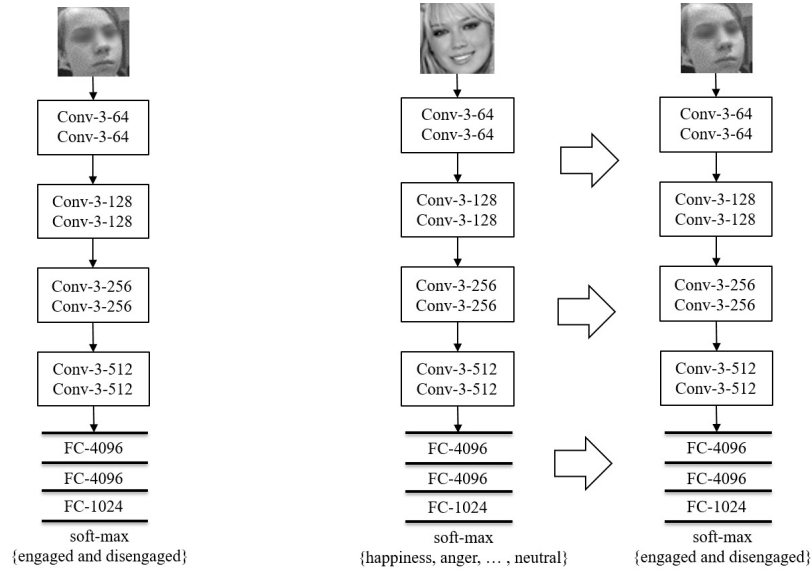 Conv-3-64
Conv-3-64
Conv-3-128
Conv-3-128
Conv-3-256
Conv-3-256
Conv-3-512
Conv-3-512
FC-4096
FC-4096
FC-1024
soft-max
{engaged and disengaged}
Conv-3-64
Conv-3-64
Conv-3-128
Conv-3-128
Conv-3-256
Conv-3-256
Conv-3-512
Conv-3-512
FC-4096
FC-4096
FC-1024
soft-max
{happiness, anger, … , neutral}
Conv-3-64
Conv-3-64
Conv-3-128
Conv-3-128
Conv-3-256
Conv-3-256
Conv-3-512
Conv-3-512
FC-4096
FC-4096
FC-1024
soft-max
{engaged and disengaged}